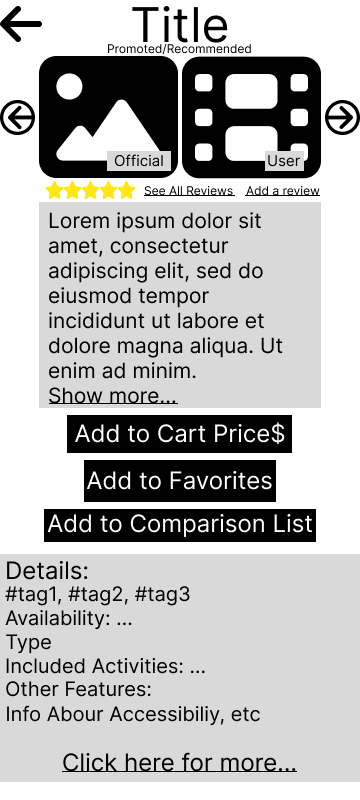 Title
Promoted/Recommended
Official
User
See All Reviews Add a review
Lorem ipsum dolor sit
amet, consectetur
adipiscing elit, sed do
eiusmod tempor
incididunt ut labore et
dolore magna aliqua. Ut
enim ad minim.
Show more...
Add to Cart Price$
Add to Favorites
Add to Comparison List
Details:
#tag1, #tag2, #tag3
Availability: ...
Type
Included Activities: ...
Other Features:
Info Abour Accessibiliy, etc
Click here for more...